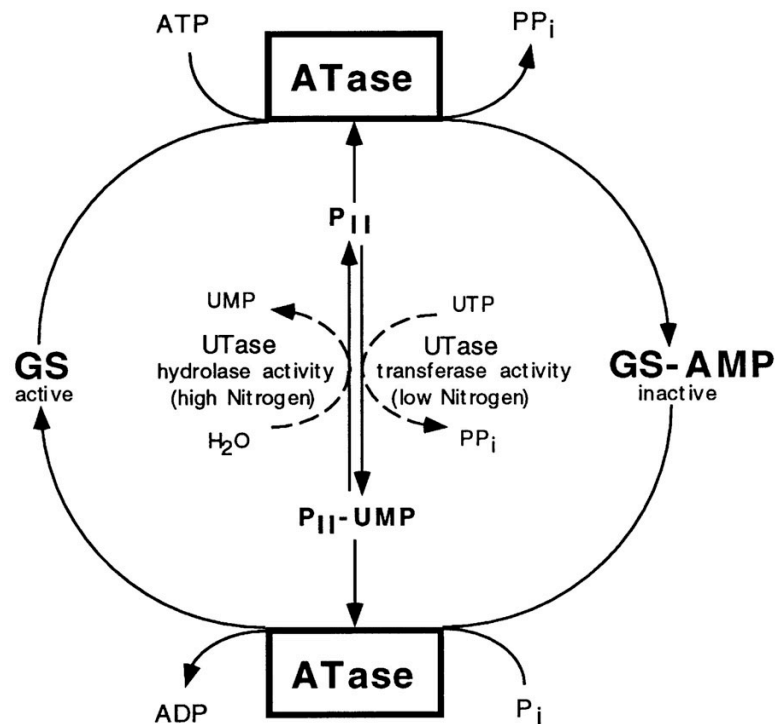 ATP
PPi
ATase
PII
UMP
UTP
UTase
hydrolase activity
(high Nitrogen)
UTase
transferase activity
(low Nitrogen)
GS
active
GS-AMP
inactive
H2O
PPi
PII-UMP
ATase
ADP
Pi